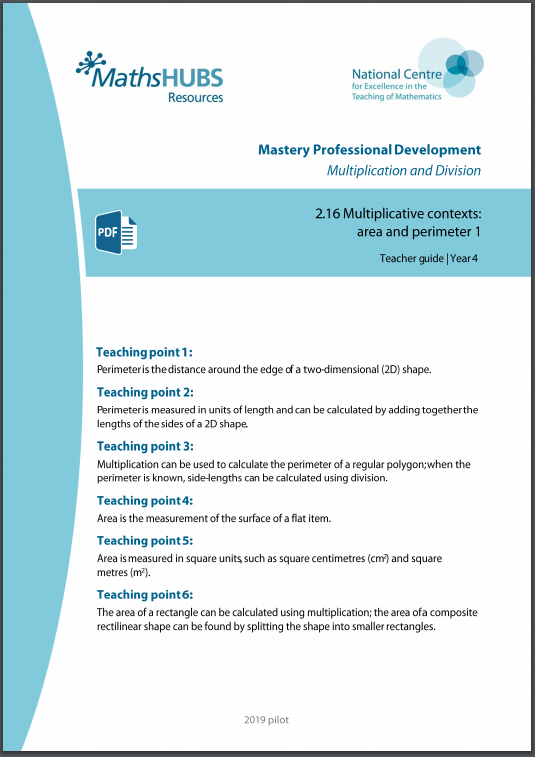 MathsHUBS
Resources
National Centre
for Excellence in the
Teaching of Mathematics
Mastery Professional Development
Multiplication and Division
PDF
2.16 Multiplicative contexts:
area and perimeter 1
Teacher guide | Year 4
Teaching point 1:
Perimeter is the distance around the edge of a two-dimensional (2D) shape.
Teaching point 2:
Perimeter is measured in units of length and can be calculated by adding together the
lengths of the sides of a 2D shape.
Teaching point 3:
Multiplication can be used to calculate the perimeter of a regular polygon; when the
perimeter is known, side-lengths can be calculated using division.
Teaching point 4:
Area is the measurement of the surface of a flat item.
Teaching point 5:
Area is measured in square units, such as square centimetres (cm²) and square
metres (m²).
Teaching point 6:
The area of a rectangle can be calculated using multiplication; the area of a composite
rectilinear shape can be found by splitting the shape into smaller rectangles.
2019 pilot